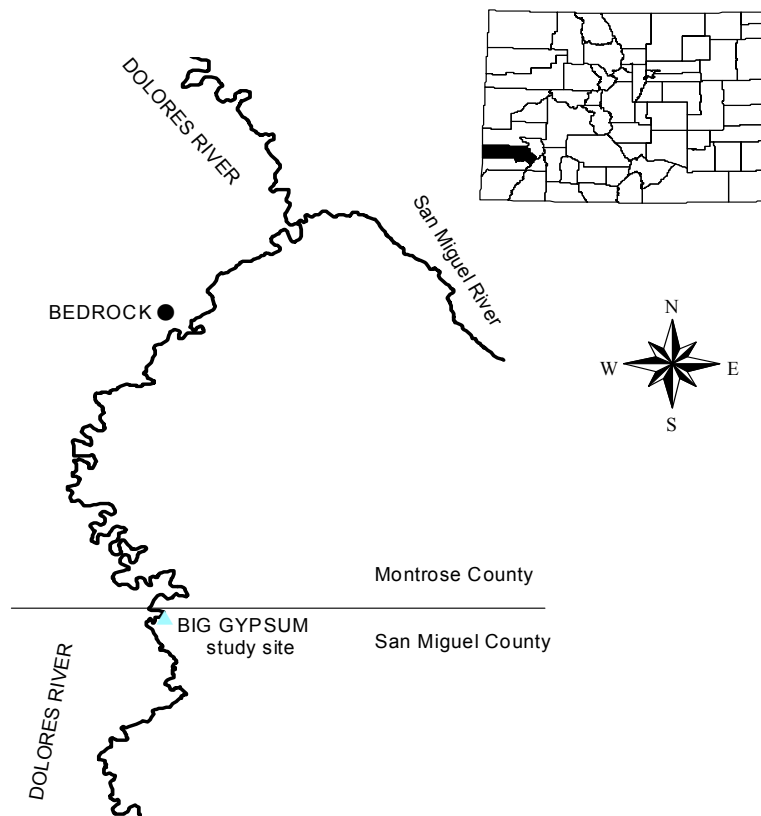 DOLORES RIVER
San Miguel River
BEDROCK
N
W
E
S
Montrose County
BIG GYPSUM
study site
San Miguel County
DOLORES RIVER